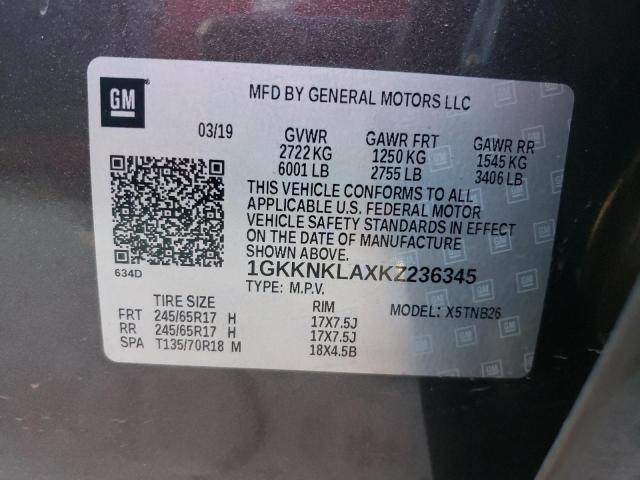 GM
MFD BY GENERAL MOTORS LLC
03/19 GVWR GAWR FRT GAWR RR
2722 KG 1250 KG 1545 KG
6001 LB 2755 LB 3406 LB
THIS VEHICLE CONFORMS TO ALL
APPLICABLE U.S. FEDERAL MOTOR
VEHICLE SAFETY STANDARDS IN EFFECT
ON THE DATE OF MANUFACTURE
SHOWN ABOVE.
634D 1GKKNKLAXKZ236345
TYPE: M.P.V.
TIRE SIZE RIM MODEL: X5TNB26
FRT 245/65R17 H 17X7.5J
RR 245/65R17 H 17X7.5J
SPA T135/70R18 M 18X4.5B